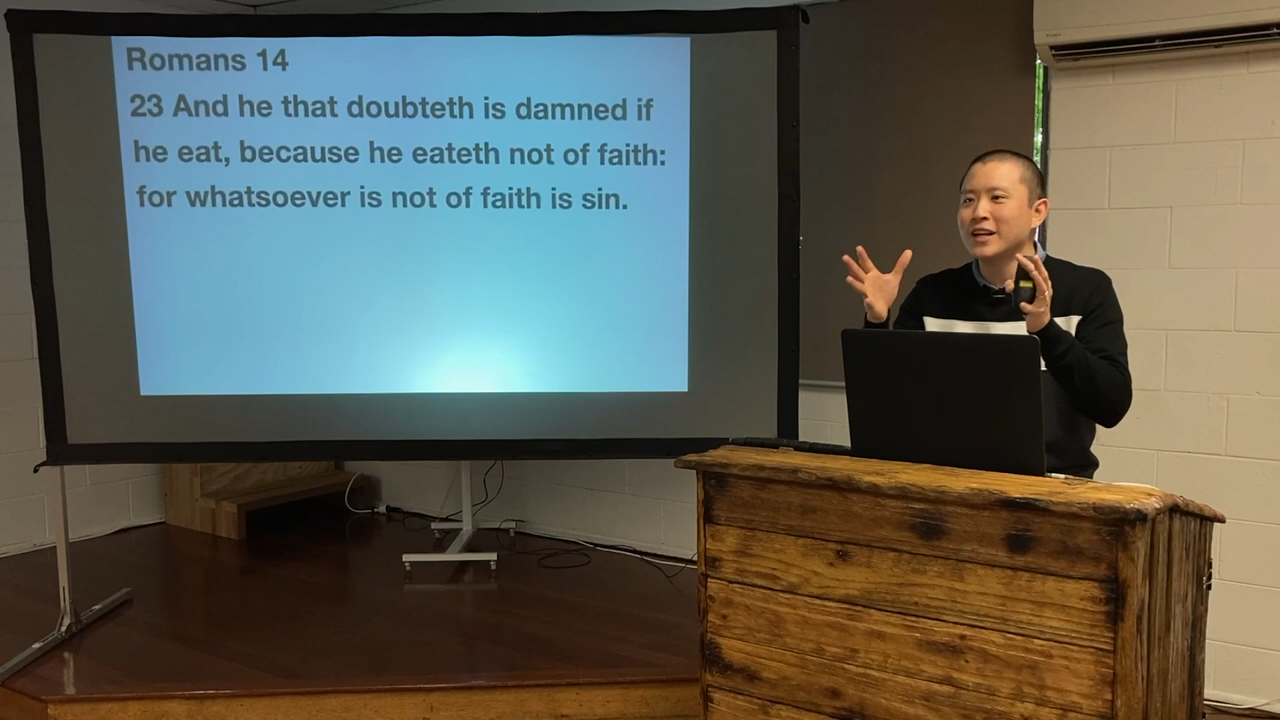 Romans 14
23 And he that doubteth is damned if
he eat, because he eateth not of faith:
for whatsoever is not of faith is sin.